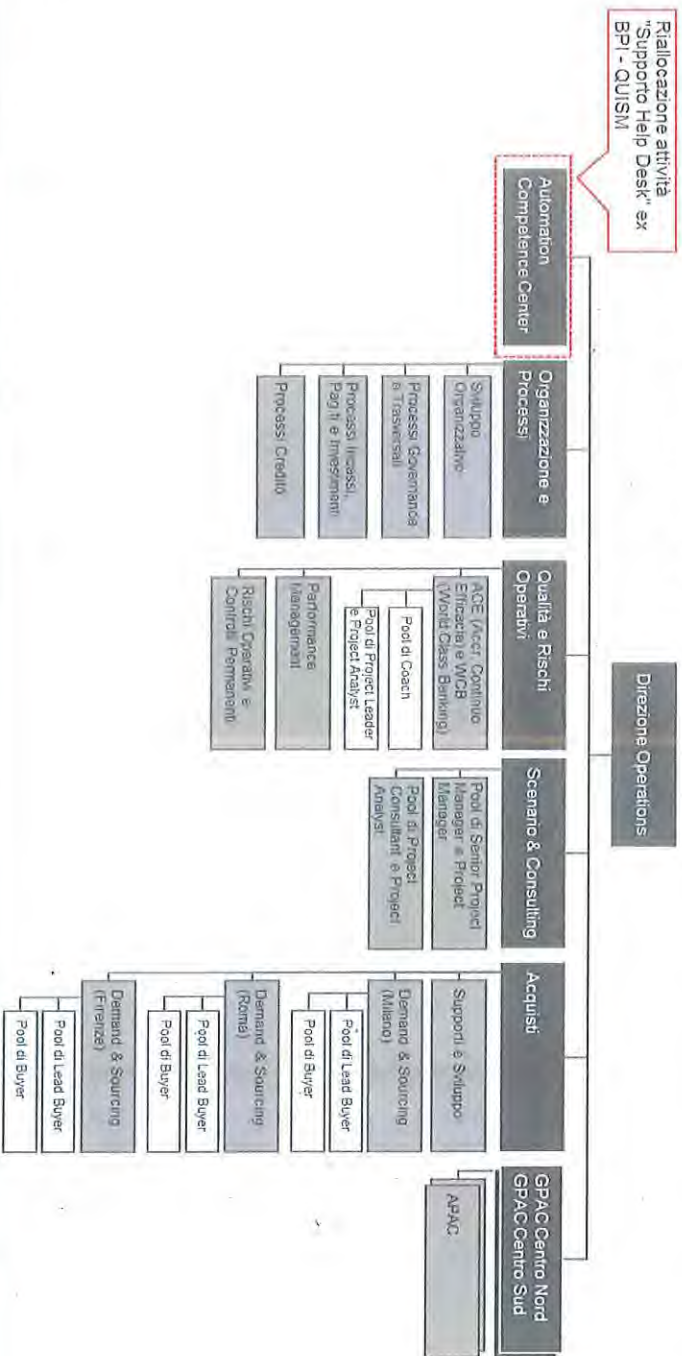 Riallocazione attività
"Supporto Help Desk" ex
BPI - QUISM
Direzione Operations
Automation
Competence Center
Organizzazione e
Processi
Sviluppo
Organizzativo
Processi Governance
e Trasversali
Processi Incassi,
Pag.ti e Investimenti
Processi Credito
Qualità e Rischi
Operativi
ACE (Accr. Continuo
Efficacia) e WCB
(World Class Banking)
Pool di Coach
Pool di Project Leader
e Project Analyst
Performance
Management
Rischi Operativi e
Controlli Permanenti
Scenario & Consulting
Pool di Senior Project
Manager e Project
Manager
Pool di Project
Consultant e Project
Analyst
Acquisti
Supporti e Sviluppo
Demand & Sourcing
(Milano)
Pool di Lead Buyer
Pool di Buyer
Demand & Sourcing
(Roma)
Pool di Lead Buyer
Pool di Buyer
Demand & Sourcing
(Firenze)
Pool di Lead Buyer
Pool di Buyer
GPAC Centro Nord
GPAC Centro Sud
APAC